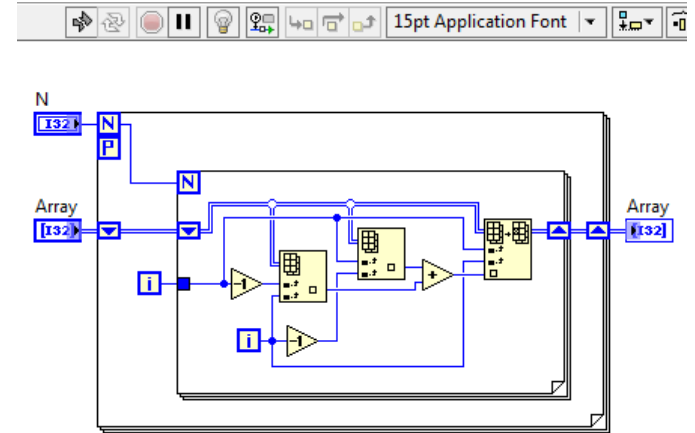 15pt Application Font
N
I32 N
P
N
Array Array
[I32] I32]
i -1 +
i -1